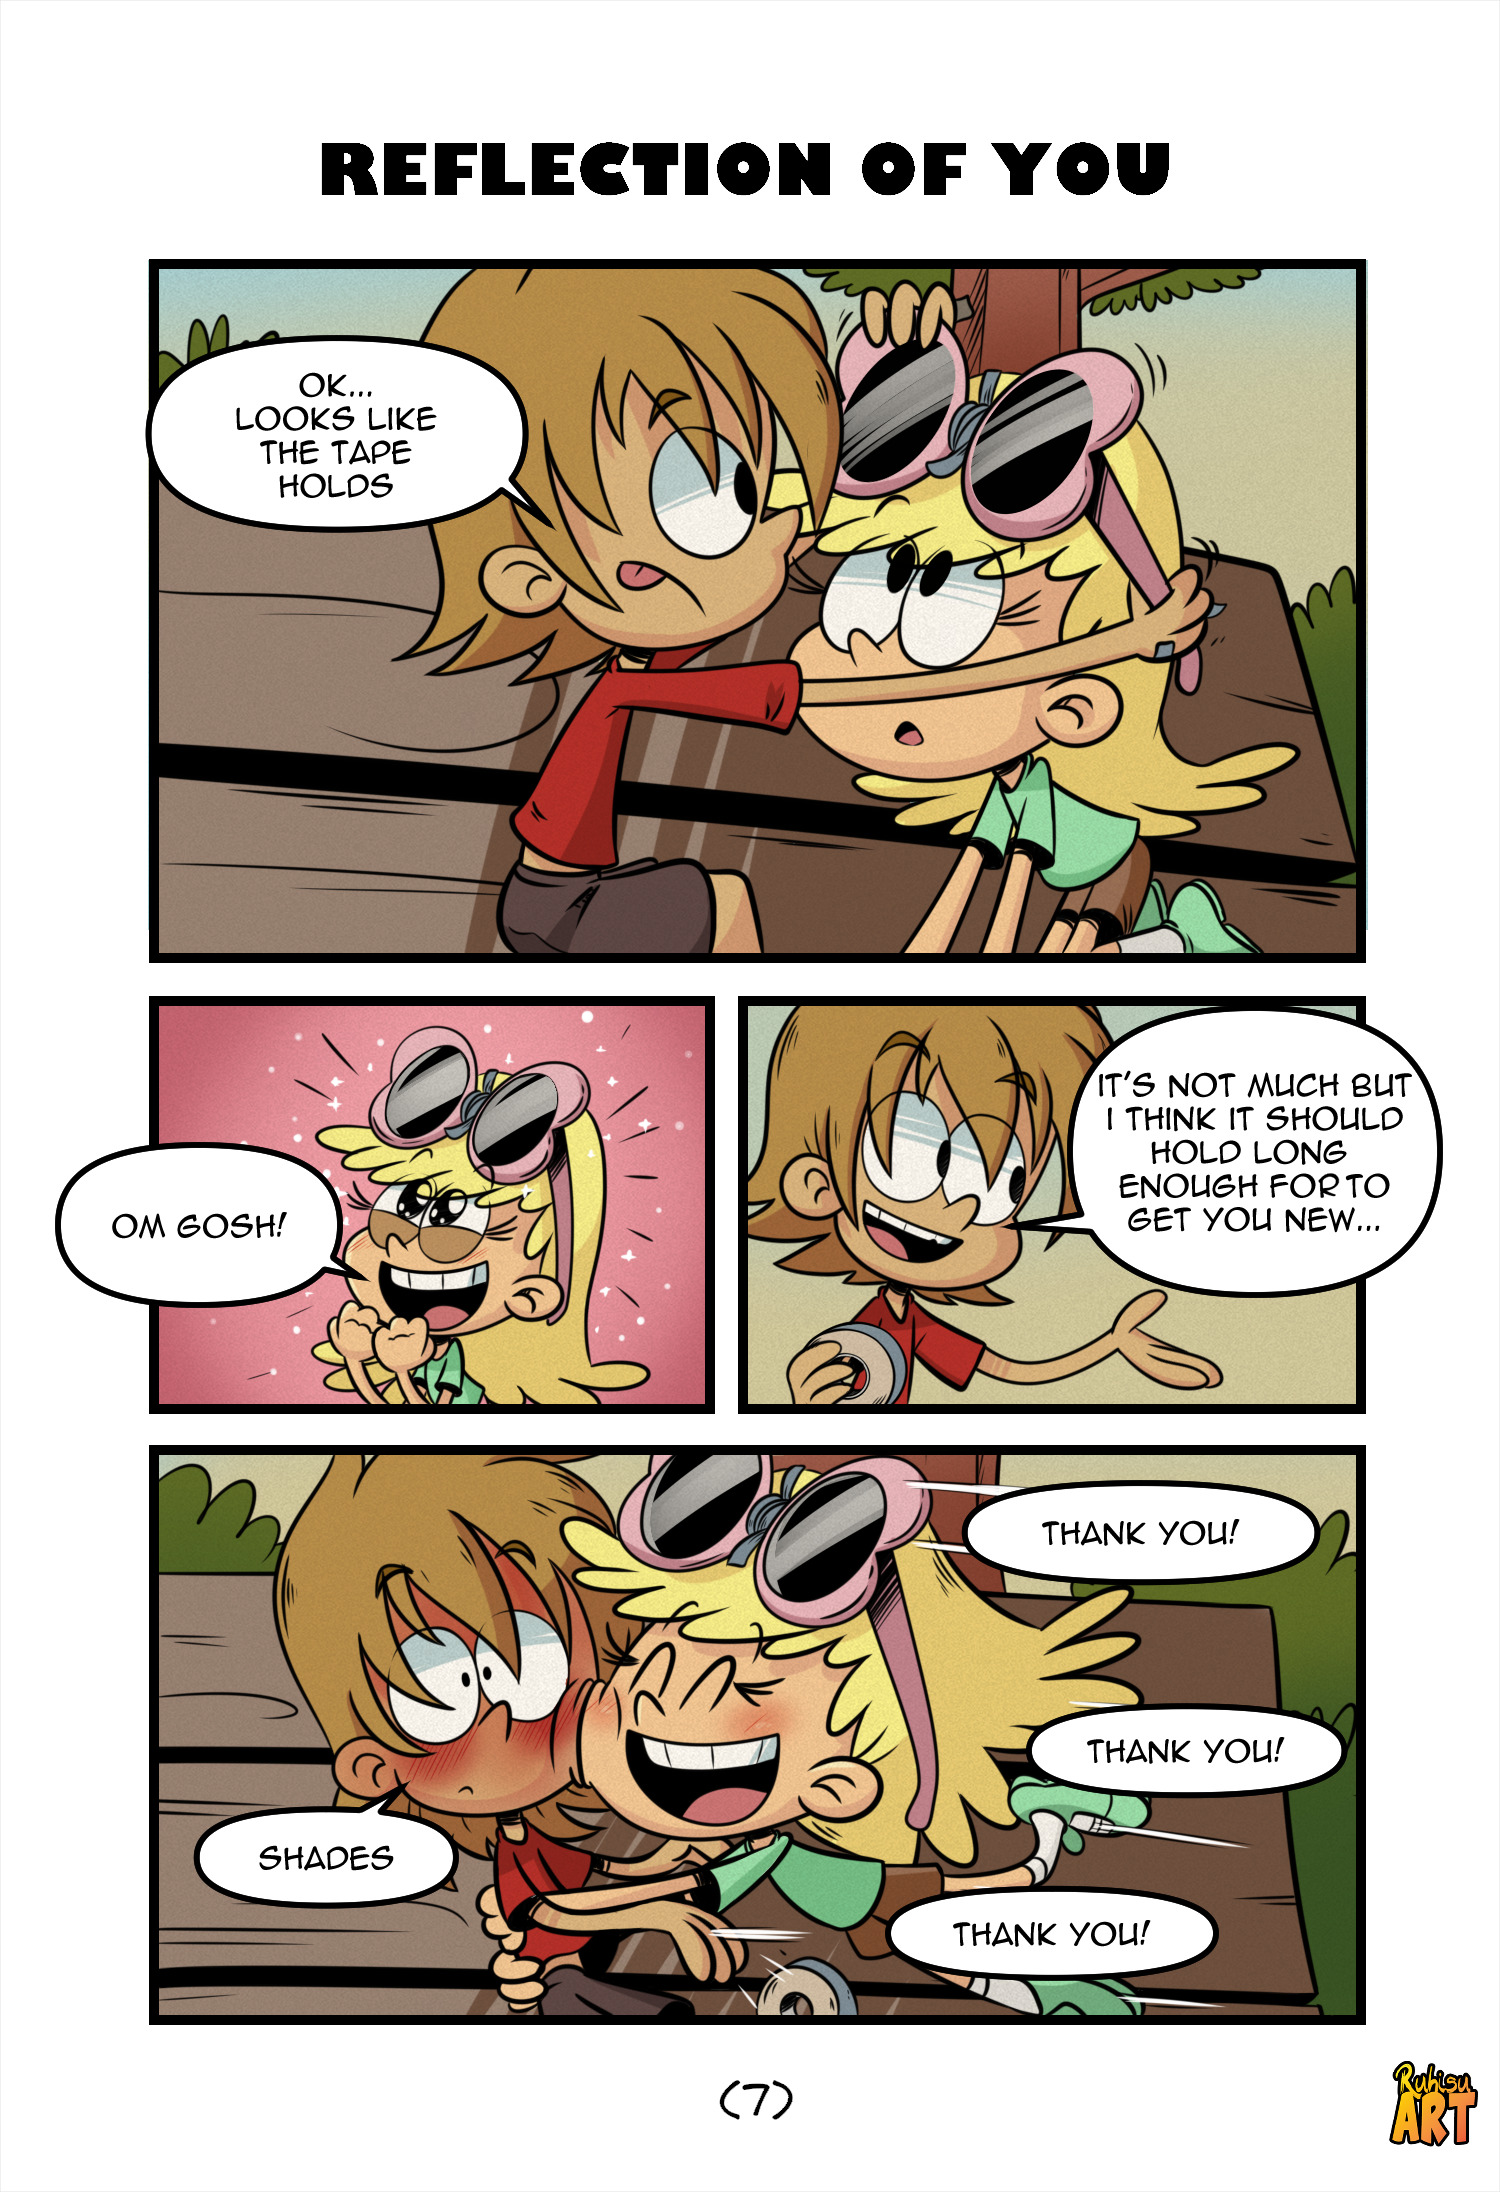 REFLECTION OF YOU
OK...
LOOKS LIKE
THE TAPE
HOLDS
OM GOSH!
IT'S NOT MUCH BUT
I THINK IT SHOULD
HOLD LONG
ENOUGH FOR TO
GET YOU NEW...
THANK YOU!
THANK YOU!
SHADES
THANK YOU!
(7)
Ruhisu
ART